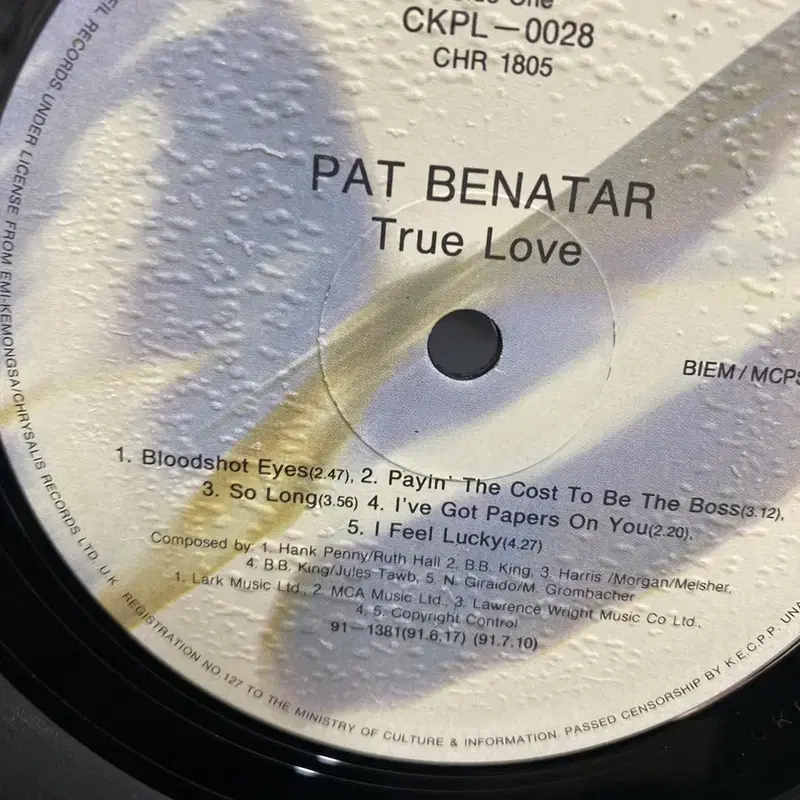 One
CKPL—0028
CHR 1805
PAT BENATAR
True Love
BIEM/MCPS
1. Bloodshot Eyes(2.47), 2. Payin' The Cost To Be The Boss(3.12),
3. So Long(3.56) 4. I've Got Papers On You(2.20),
5. I Feel Lucky(4.27)
Composed by: 1. Hank Penny/Ruth Hall 2. B.B. King, 3. Harris /Morgan/Melsher,
4. B.B. King/Jules Tawb, 5. N. Giraldo/M. Grombacher
1. Lark Music Ltd., 2. MCA Music Ltd., 3. Lawrence Wright Music Co Ltd.,
4, 5. Copyright Control
91—1381(91.6.17) (91.7.10)
RECORDS UNDER LICENSE FROM EMI-KEMONGSA/CHRYSALIS RECORDS LTD. U.K. REGISTRATION NO 127 TO THE MINISTRY OF CULTURE & INFORMATION. PASSED CENSORSHIP BY K.E.C.P.P.